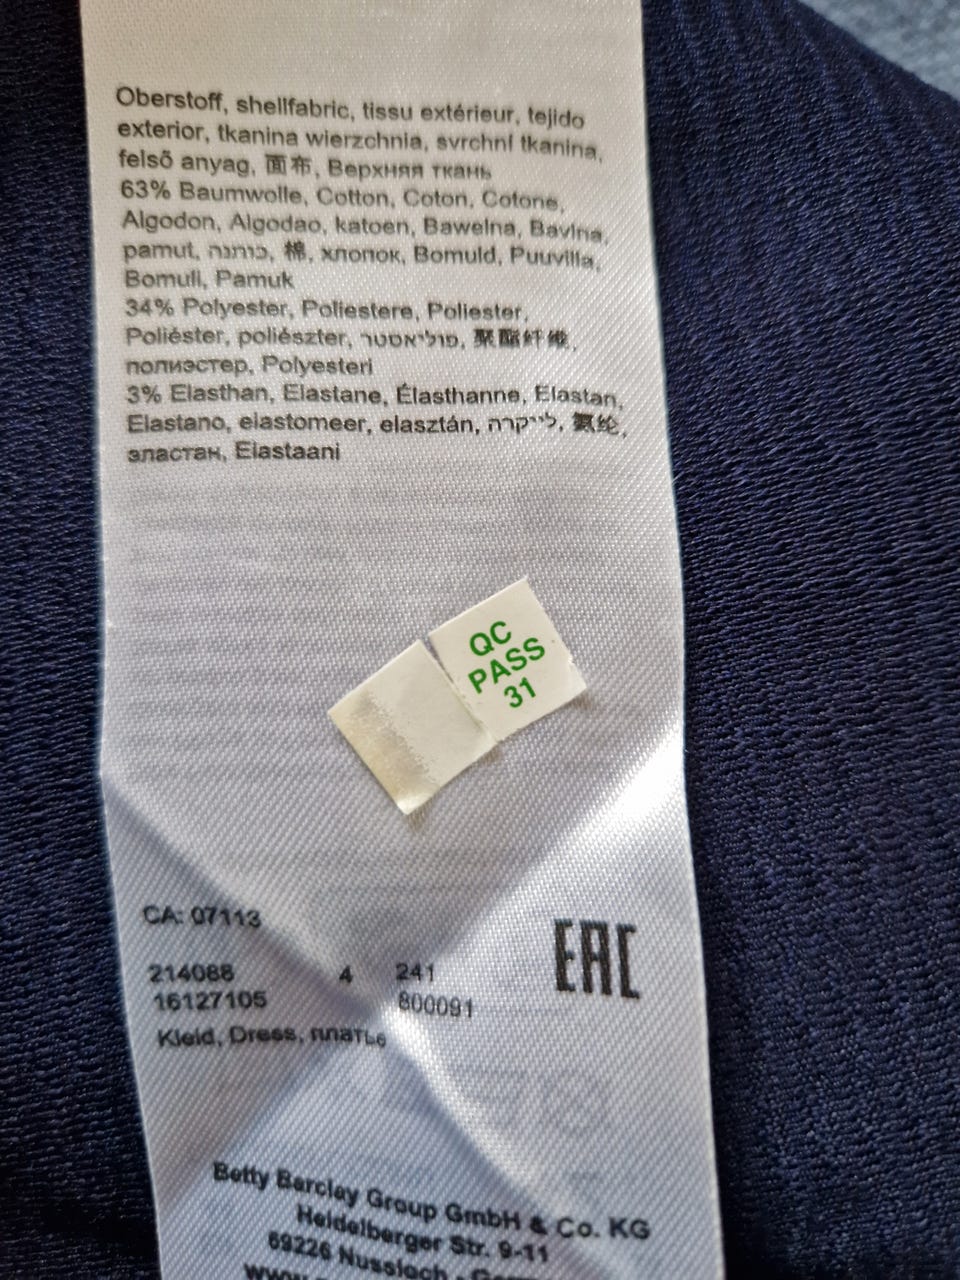 Oberstoff, shellfabric, tissu extérieur, tejido
exterior, tkanina wierzchnia, svrchní tkanina,
felső anyag, 面布, Верхняя ткань
63% Baumwolle, Cotton, Coton, Cotone,
Algodon, Algodao, katoen, Bawelna, Bavlna,
pamut, כותנה, 棉, хлопок, Bomuld, Puuvilla,
Bomull, Pamuk
34% Polyester, Poliestere, Poliester,
Poliéster, poliészter, פוליאסטר, 聚酯纤维,
полиэстер, Polyesteri
3% Elasthan, Elastane, Élasthanne, Elastan,
Elastano, elastomeer, elasztán, לייקרה, 氨纶,
эластан, Elastaani
QC
PASS
31
CA: 07113
EAC
214088 4 241
16127105 800091
Kleid, Dress, платье
Betty Barclay Group GmbH & Co. KG
Heidelberger Str. 9-11
69226 Nussloch -
www.